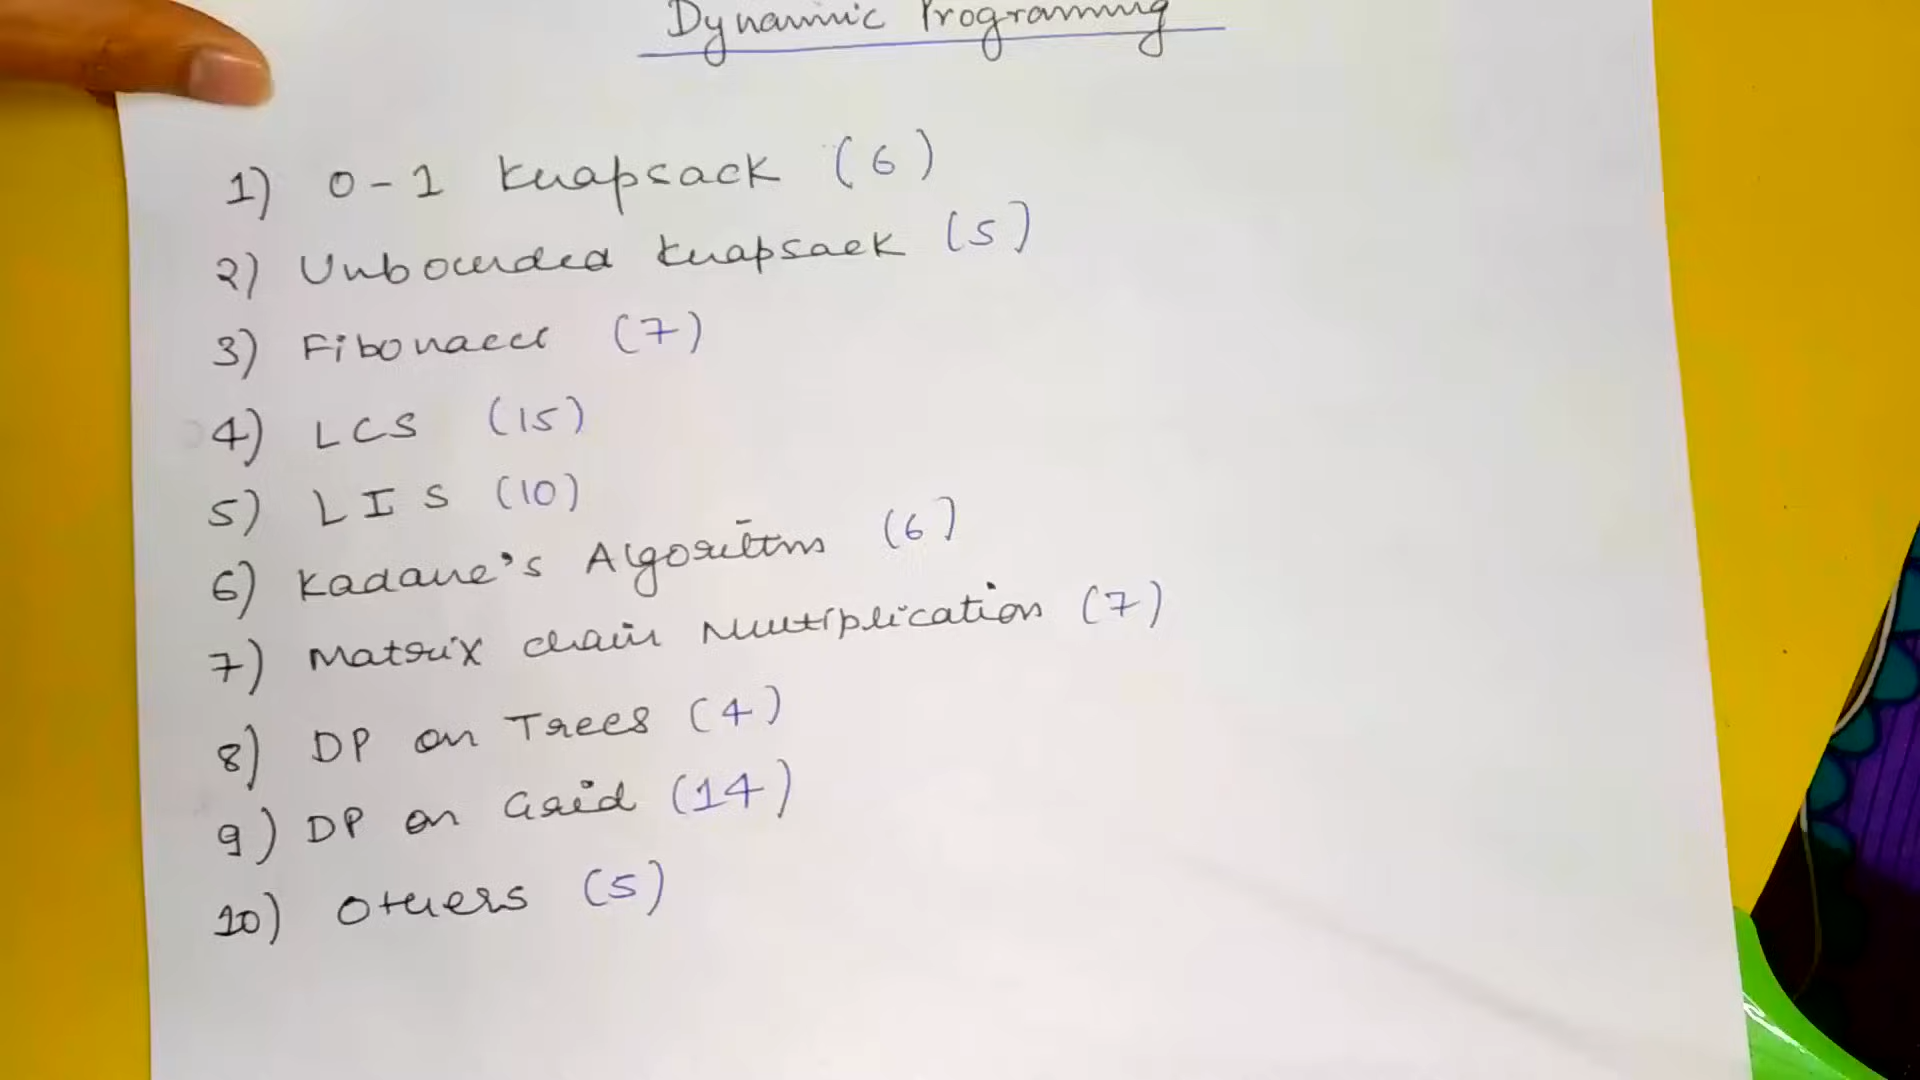 Dynamic Programming
1) 0-1 Knapsack (6)
2) Unbounded Knapsack (5)
3) Fibonacci (7)
4) LCS (15)
5) LIS (10)
6) Kadane's Algorithm (6)
7) Matrix chain Multiplication (7)
8) DP on Trees (4)
9) DP on Grid (14)
10) Others (5)